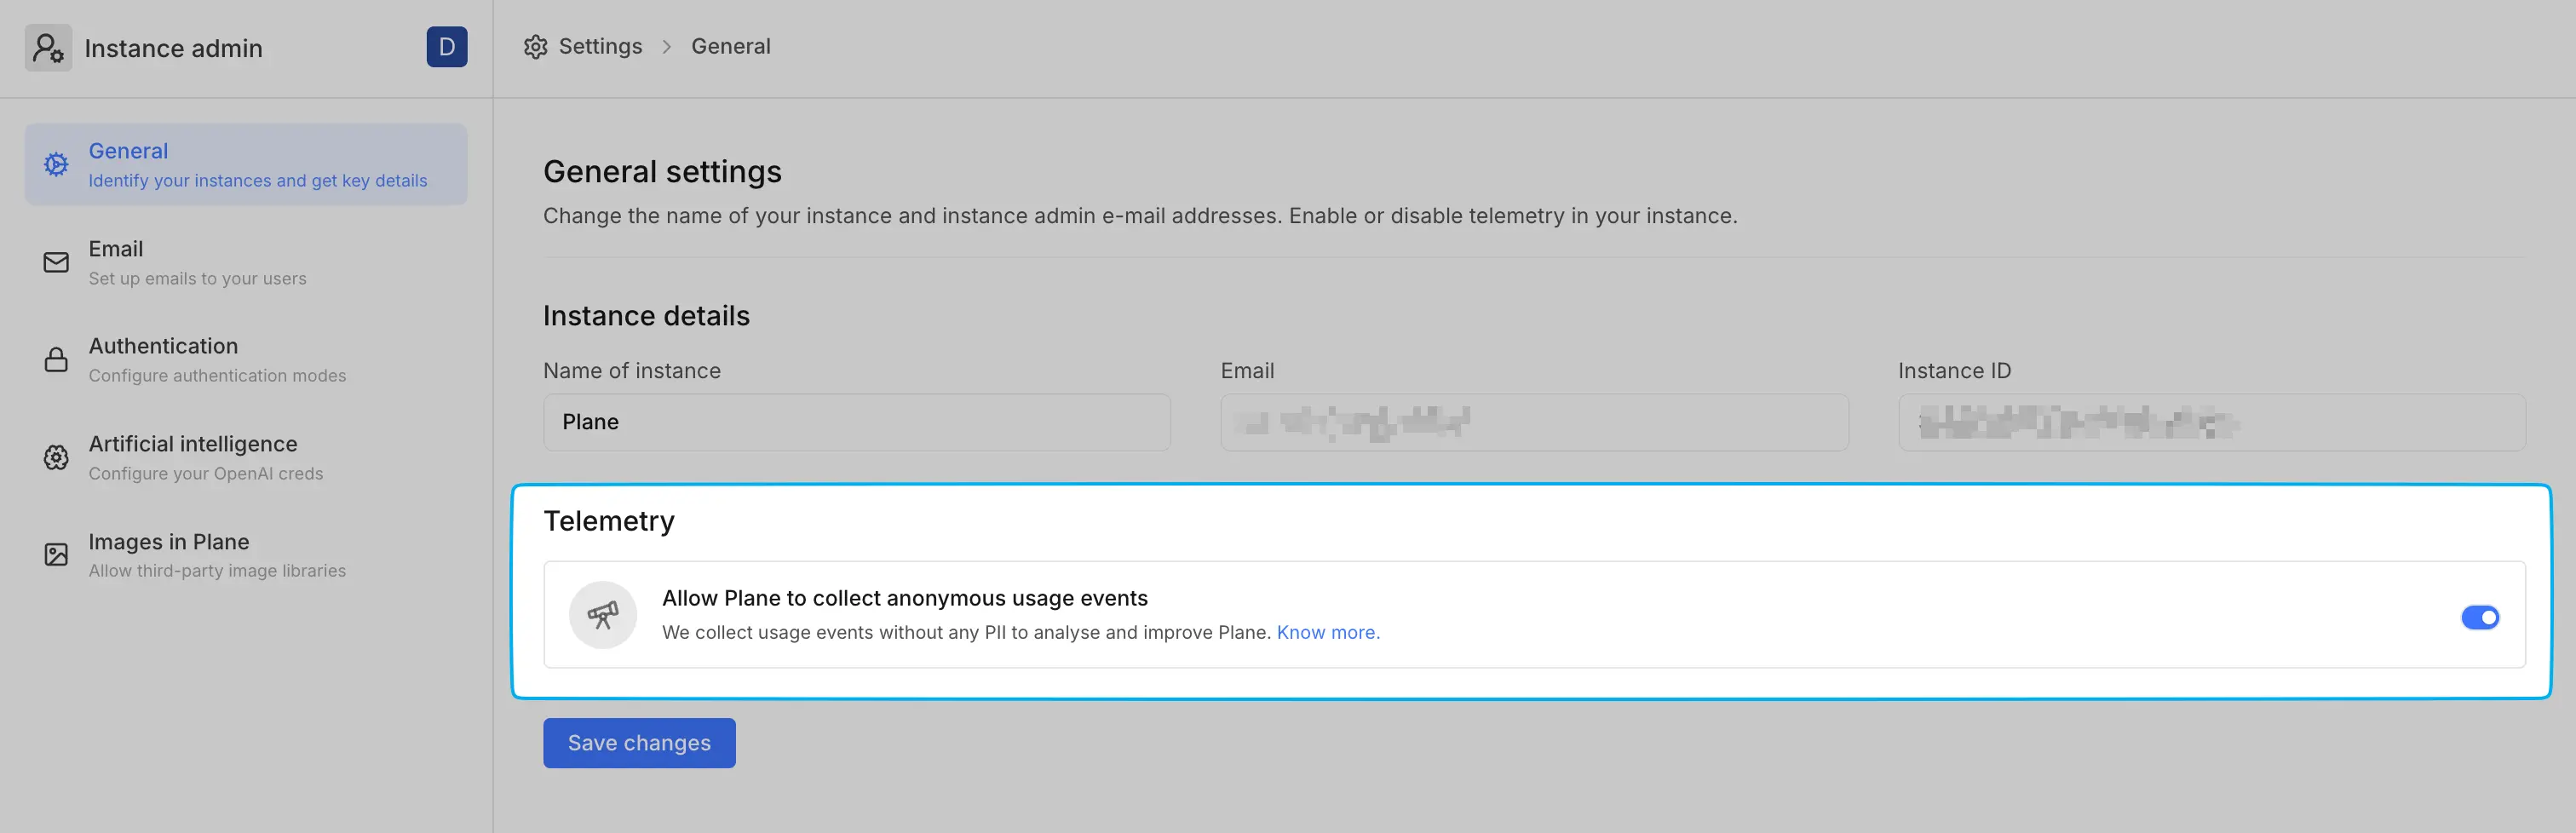 Instance admin
D
Settings > General
General
Identify your instances and get key details
Email
Set up emails to your users
Authentication
Configure authentication modes
Artificial intelligence
Configure your OpenAI creds
Images in Plane
Allow third-party image libraries
General settings
Change the name of your instance and instance admin e-mail addresses. Enable or disable telemetry in your instance.
Instance details
Name of instance
Plane
Email
Instance ID
Telemetry
Allow Plane to collect anonymous usage events
We collect usage events without any PII to analyse and improve Plane. Know more.
Save changes